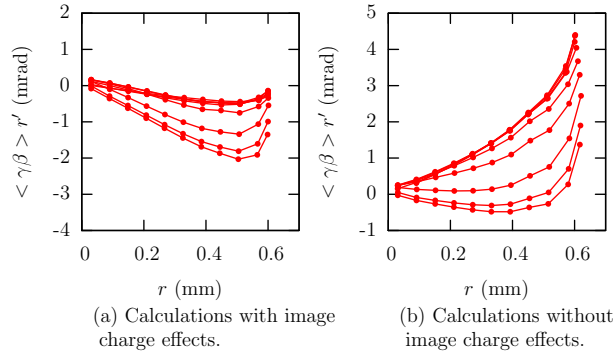 2
1
0
-1
-2
-3
-4
0
0.2
0.4
0.6
< γβ > r′ (mrad)
r (mm)
(a) Calculations with image
charge effects.
5
4
3
2
1
0
-1
0
0.2
0.4
0.6
< γβ > r′ (mrad)
r (mm)
(b) Calculations without
image charge effects.